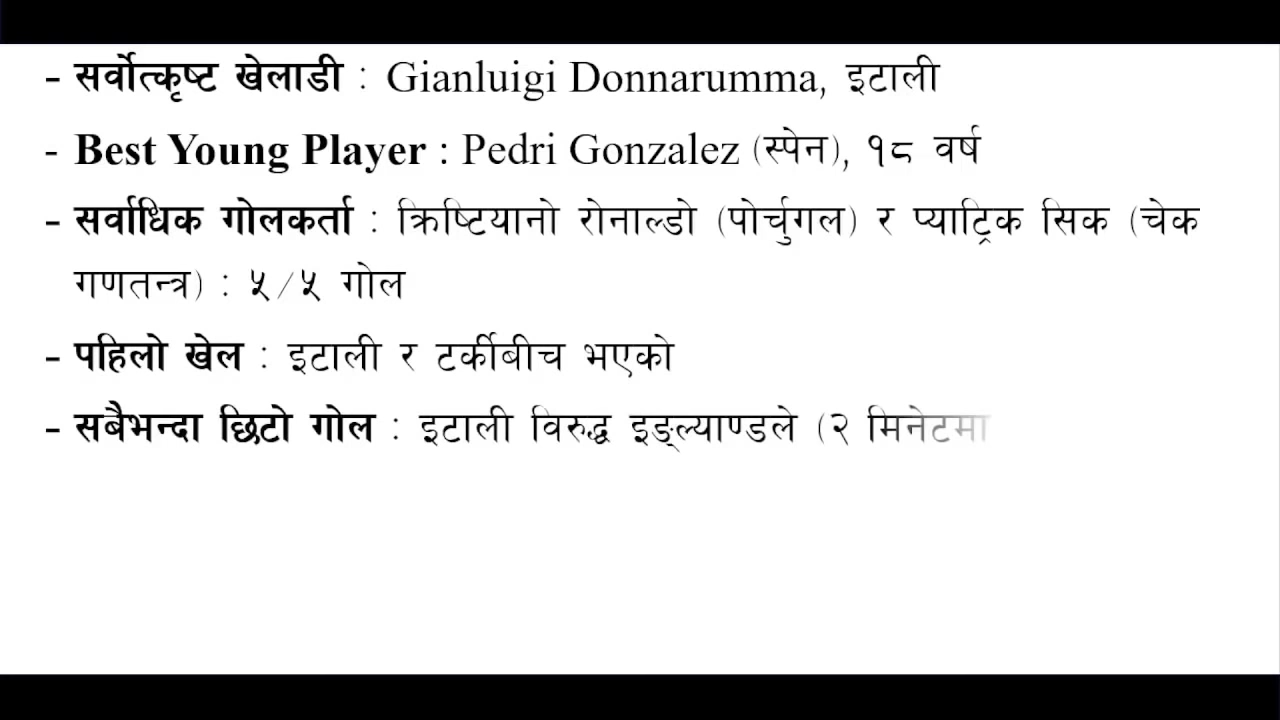 - सर्वोत्कृष्ट खेलाडी : Gianluigi Donnarumma, इटाली
- Best Young Player : Pedri Gonzalez (स्पेन), १८ वर्ष
- सर्वाधिक गोलकर्ता : क्रिष्टियानो रोनाल्डो (पोर्चुगल) र प्याट्रिक सिक (चेक
गणतन्त्र) : ५/५ गोल
- पहिलो खेल : इटाली र टर्कीबीच भएको
- सबैभन्दा छिटो गोल : इटाली विरुद्ध इङ्ल्याण्डले (२ मिनेटमा